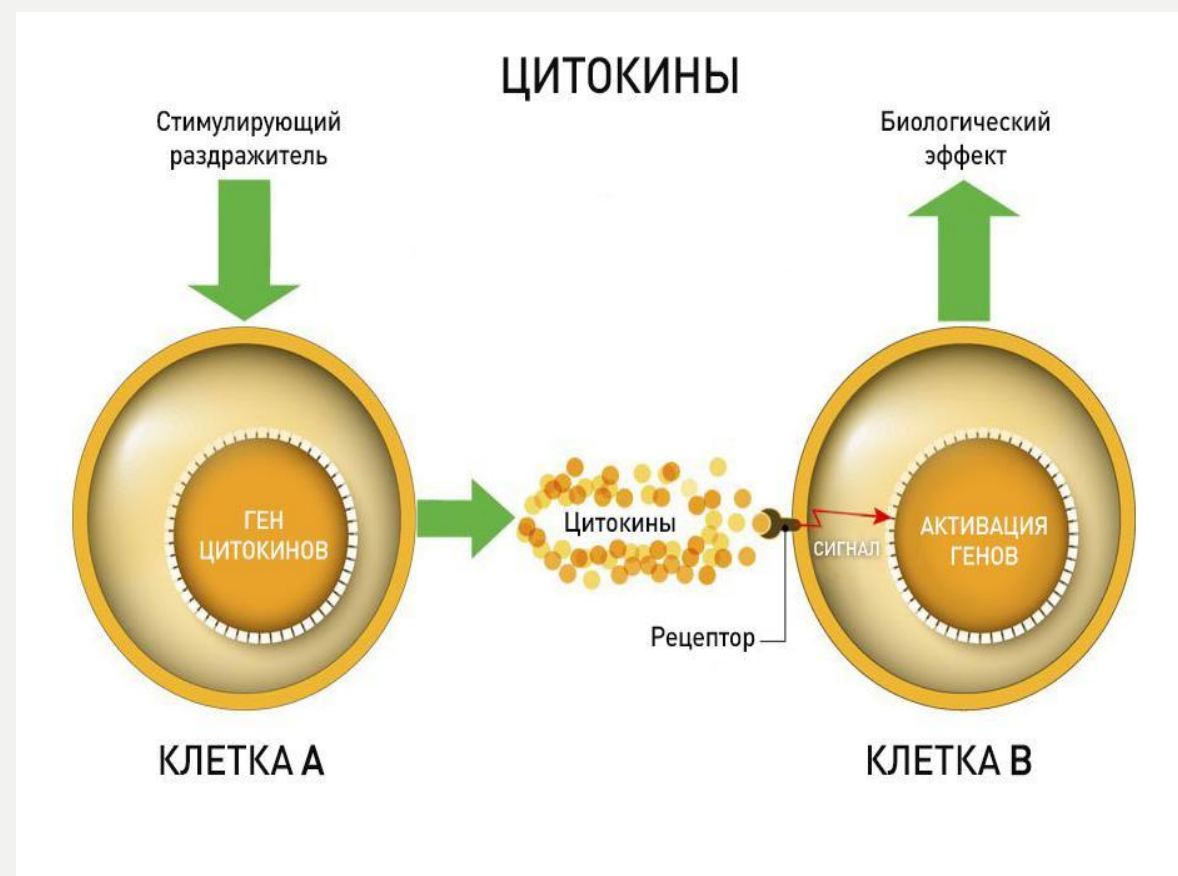 ЦИТОКИНЫ
Стимулирующий
раздражитель
Биологический
эффект
ГЕН
ЦИТОКИНОВ
Цитокины
СИГНАЛ
АКТИВАЦИЯ
ГЕНОВ
Рецептор
КЛЕТКА А
КЛЕТКА В